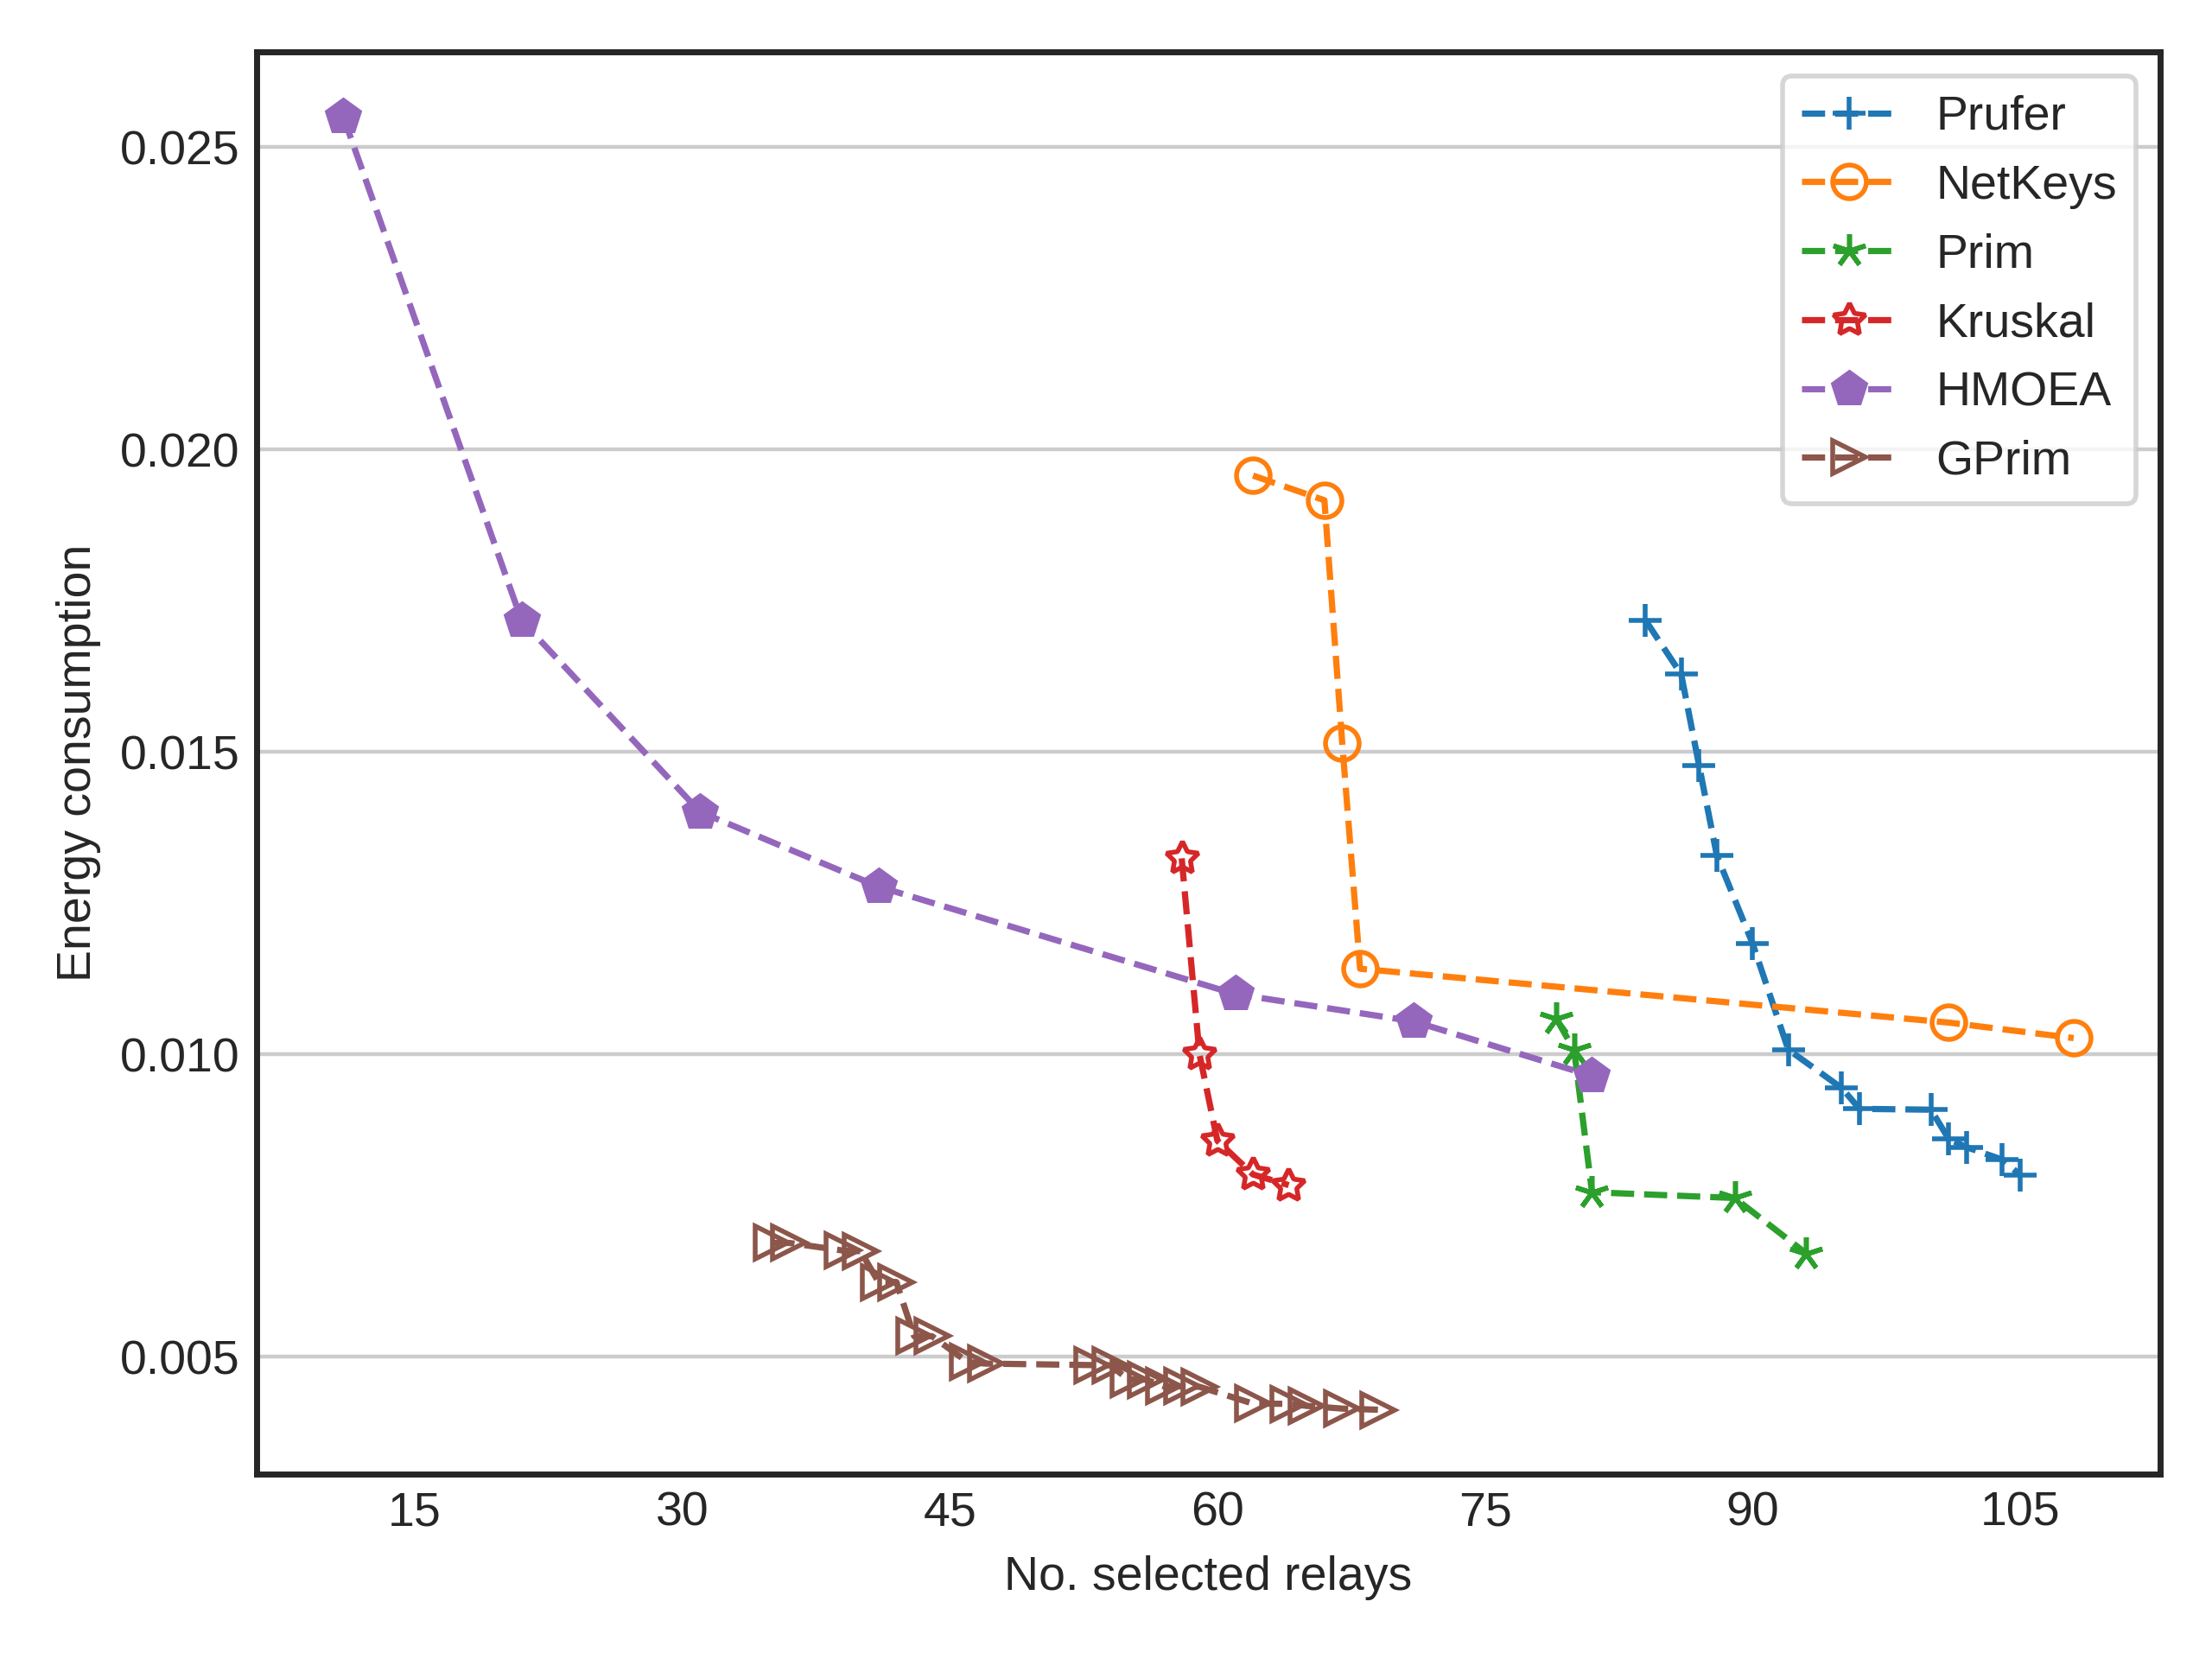 0.025
0.020
0.015
0.010
0.005
Energy consumption
15 30 45 60 75 90 105
No. selected relays
Prufer
NetKeys
Prim
Kruskal
HMOEA
GPrim